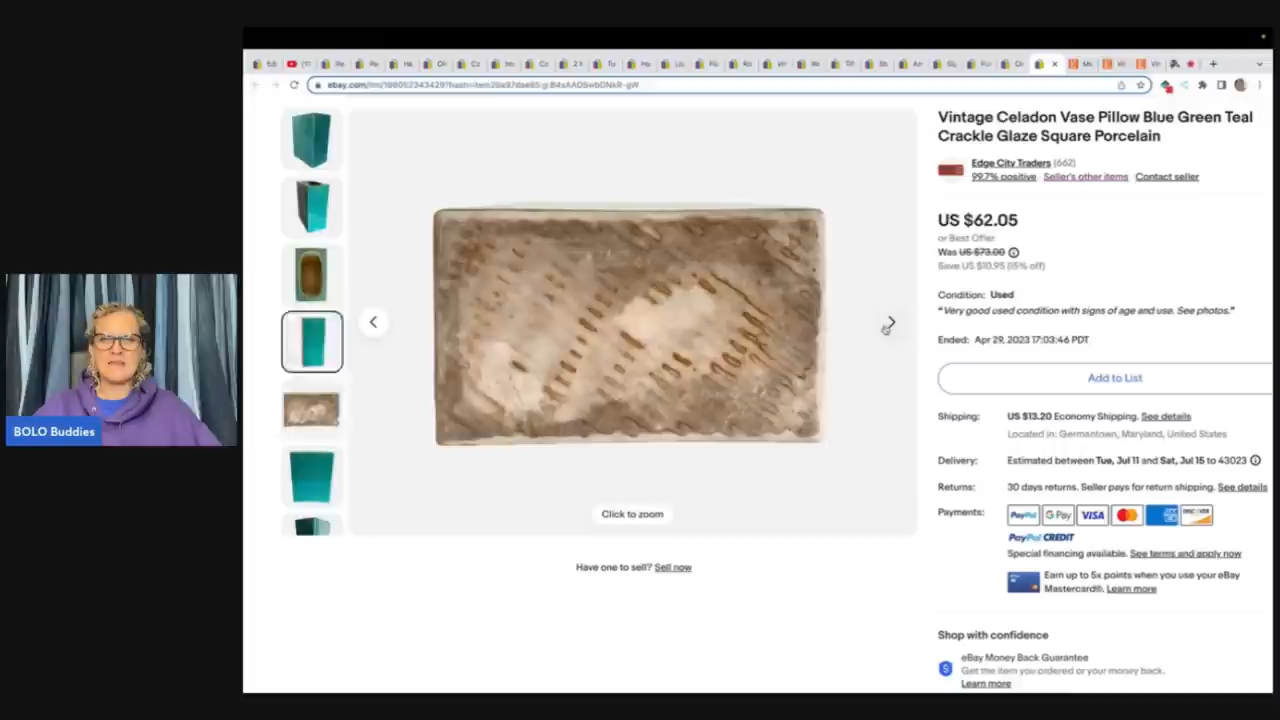 BOLO Buddies
Vintage Celadon Vase Pillow Blue Green Teal
Crackle Glaze Square Porcelain
Edge City Traders (662)
99.7% positive Seller's other items Contact seller
US $62.05
or Best Offer
Was US $73.00
Save US $10.95 (15% off)
Condition: Used
"Very good used condition with signs of age and use. See photos."
Ended: Apr 29, 2023 17:03:46 PDT
Add to List
Shipping: US $13.20 Economy Shipping. See details
Located in: Germantown, Maryland, United States
Delivery: Estimated between Tue, Jul 11 and Sat, Jul 15 to 43023
Returns: 30 days returns. Seller pays for return shipping. See details
Payments: PayPal G Pay VISA
PayPal CREDIT
Special financing available. See terms and apply now
Earn up to 5x points when you use your eBay
Mastercard®. Learn more
Click to zoom
Have one to sell? Sell now
Shop with confidence
eBay Money Back Guarantee
Get the item you ordered or your money back.
Learn more